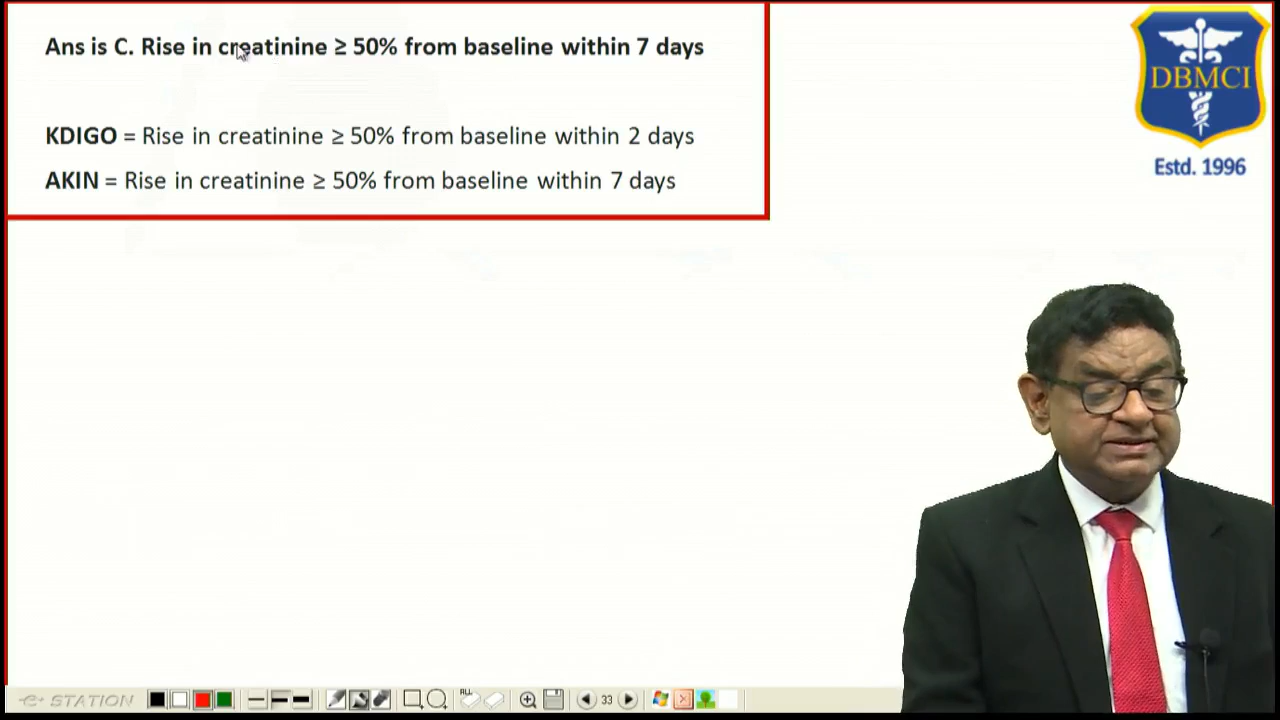 Ans is C. Rise in creatinine ≥ 50% from baseline within 7 days
KDIGO = Rise in creatinine ≥ 50% from baseline within 2 days
AKIN = Rise in creatinine ≥ 50% from baseline within 7 days
DBMCI
Estd. 1996
e-STATION
ALL
33